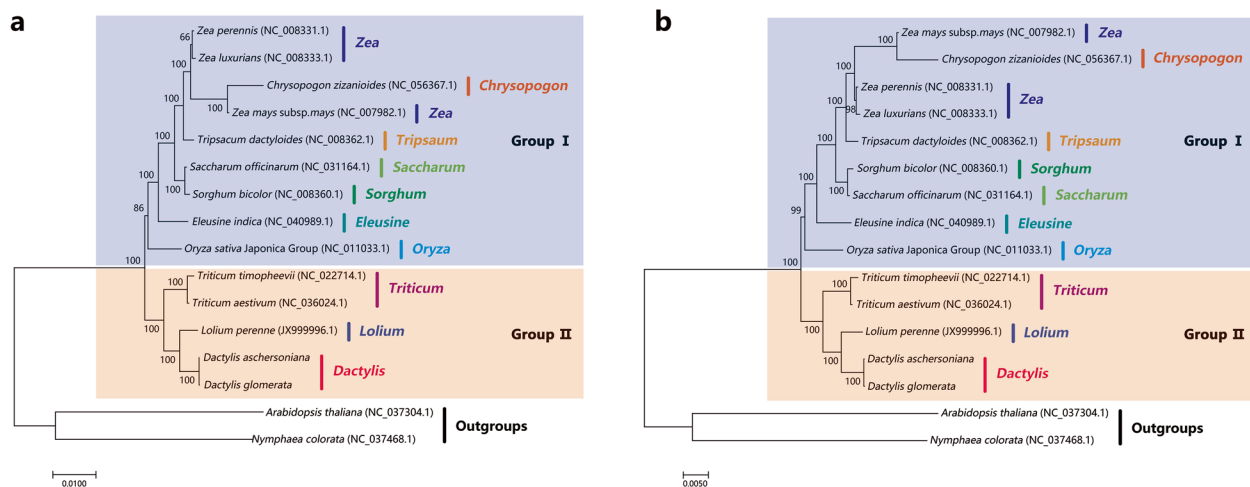 a
66
Zea perennis (NC_008331.1)
Zea luxurians (NC_008333.1)
Zea
100
Chrysopogon zizanioides (NC_056367.1)
Chrysopogon
100
Zea mays subsp.mays (NC_007982.1)
Zea
100
Tripsacum dactyloides (NC_008362.1)
Tripsaum
Group I
100
Saccharum officinarum (NC_031164.1)
Saccharum
100
Sorghum bicolor (NC_008360.1)
Sorghum
100
Eleusine indica (NC_040989.1)
Eleusine
86
Oryza sativa Japonica Group (NC_011033.1)
Oryza
100
Triticum timopheevii (NC_022714.1)
100
Triticum aestivum (NC_036024.1)
Triticum
100
Lolium perenne (JX999996.1)
Lolium
Group II
100
Dactylis aschersoniana
100
Dactylis glomerata
Dactylis
Arabidopsis thaliana (NC_037304.1)
Nymphaea colorata (NC_037468.1)
Outgroups
0.0100
b
100
Zea mays subsp.mays (NC_007982.1)
Zea
Chrysopogon zizanioides (NC_056367.1)
Chrysopogon
100
Zea perennis (NC_008331.1)
98
Zea luxurians (NC_008333.1)
Zea
100
Tripsacum dactyloides (NC_008362.1)
Tripsaum
Group I
100
Sorghum bicolor (NC_008360.1)
Sorghum
100
Saccharum officinarum (NC_031164.1)
Saccharum
100
Eleusine indica (NC_040989.1)
Eleusine
99
Oryza sativa Japonica Group (NC_011033.1)
Oryza
100
Triticum timopheevii (NC_022714.1)
100
Triticum aestivum (NC_036024.1)
Triticum
100
Lolium perenne (JX999996.1)
Lolium
Group II
100
Dactylis aschersoniana
100
Dactylis glomerata
Dactylis
Arabidopsis thaliana (NC_037304.1)
Nymphaea colorata (NC_037468.1)
Outgroups
0.0050